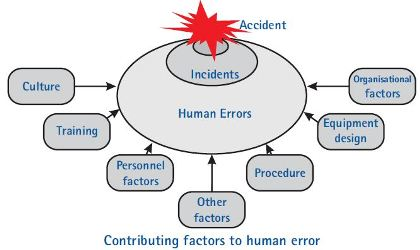 Accident
Incidents
Human Errors
Culture
Training
Personnel
factors
Other
factors
Procedure
Equipment
design
Organisational
factors
Contributing factors to human error